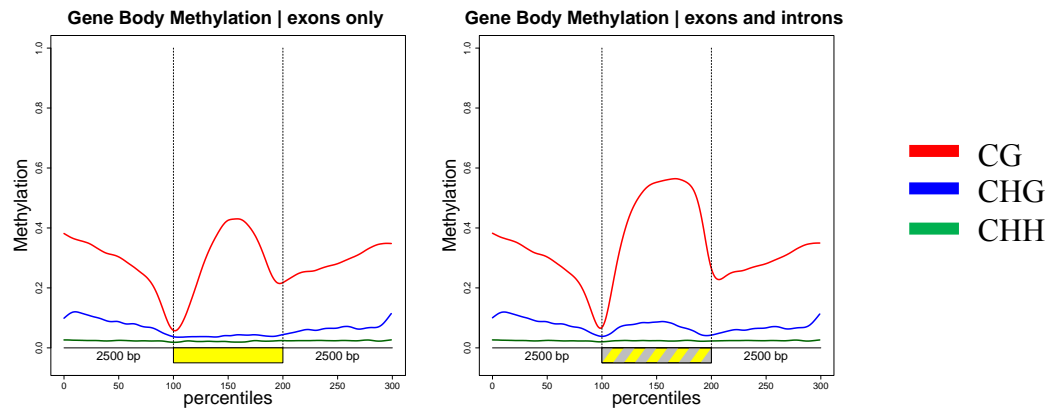 Gene Body Methylation | exons only
Methylation
1.0
0.8
0.6
0.4
0.2
0.0
2500 bp
2500 bp
0 50 100 150 200 250 300
percentiles
Gene Body Methylation | exons and introns
Methylation
1.0
0.8
0.6
0.4
0.2
0.0
2500 bp
2500 bp
0 50 100 150 200 250 300
percentiles
CG
CHG
CHH